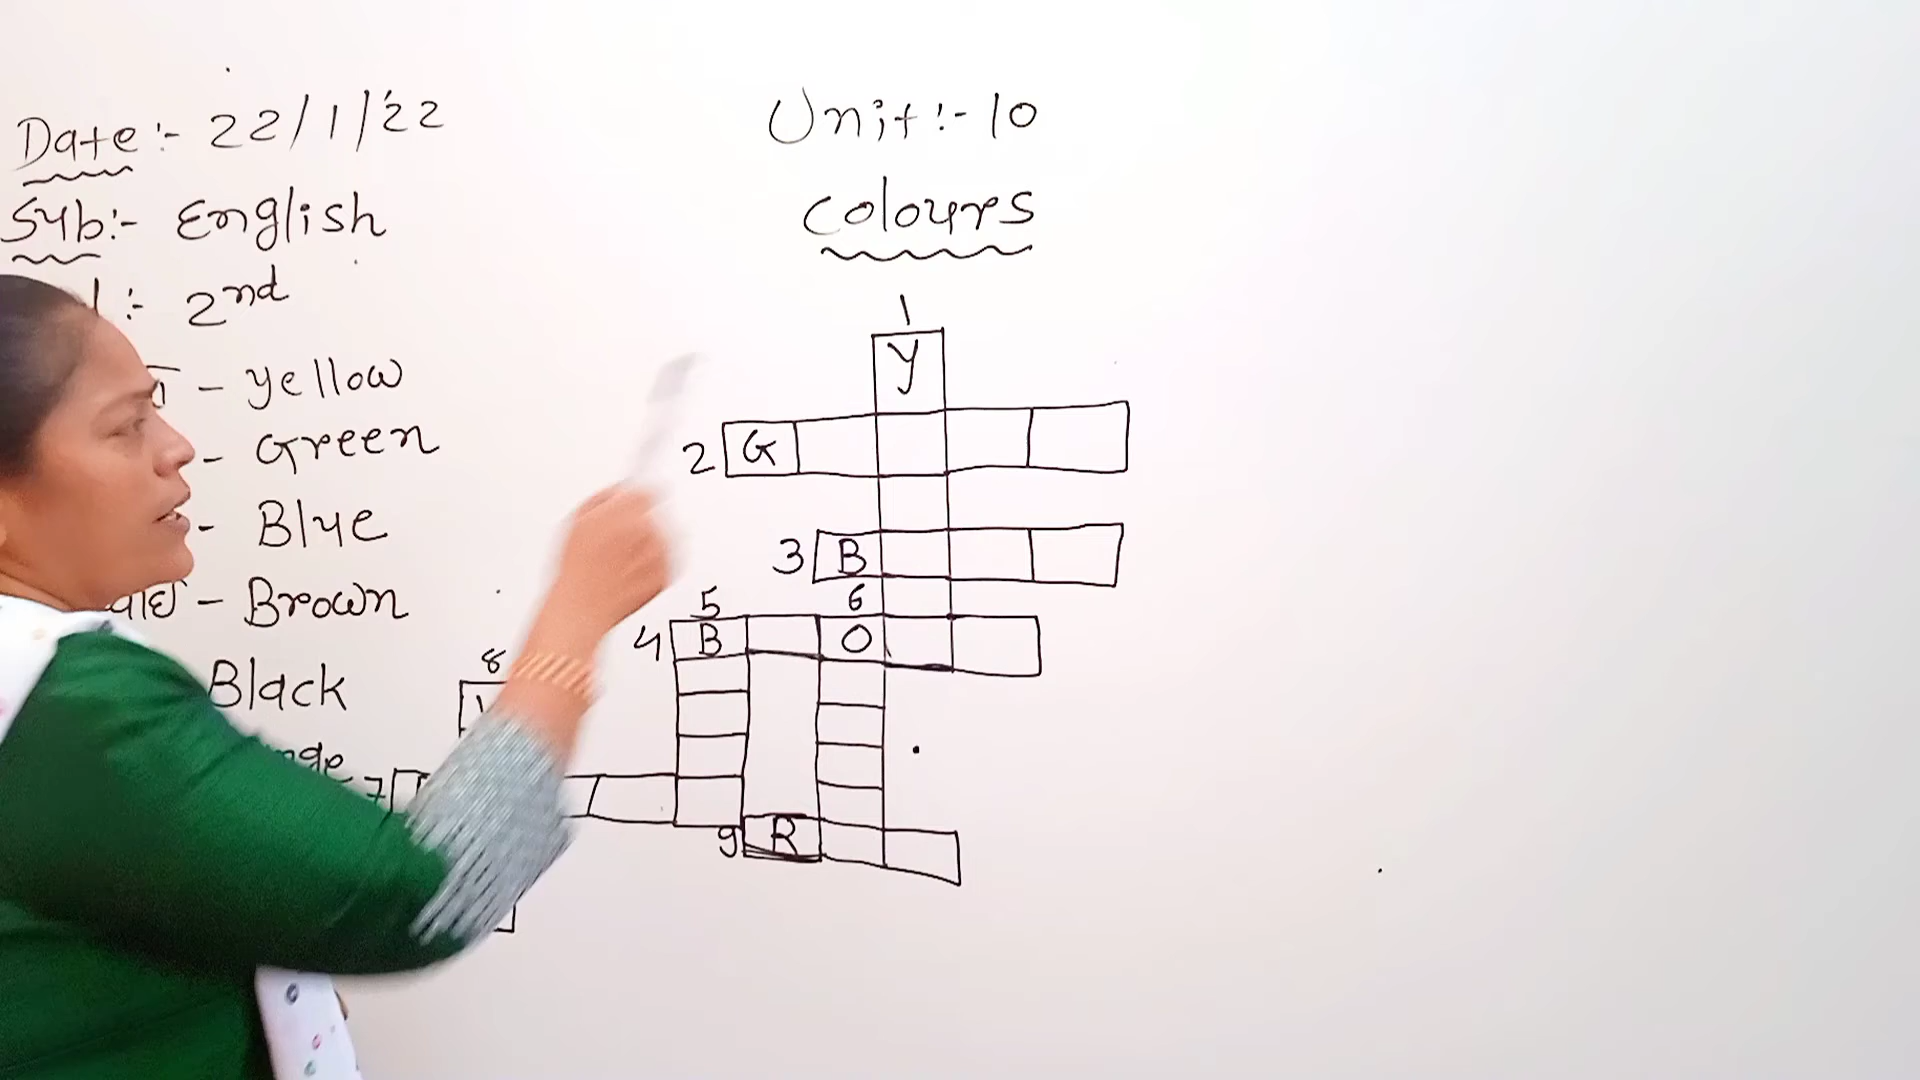 Date :- 22/1/'22
Sub:- English
:- 2nd
- yellow
- Green
- Blue
- Brown
Black
Unit:-10
colours
1
Y
2 G
3 B
5 6
4 B O
8
7
9 R